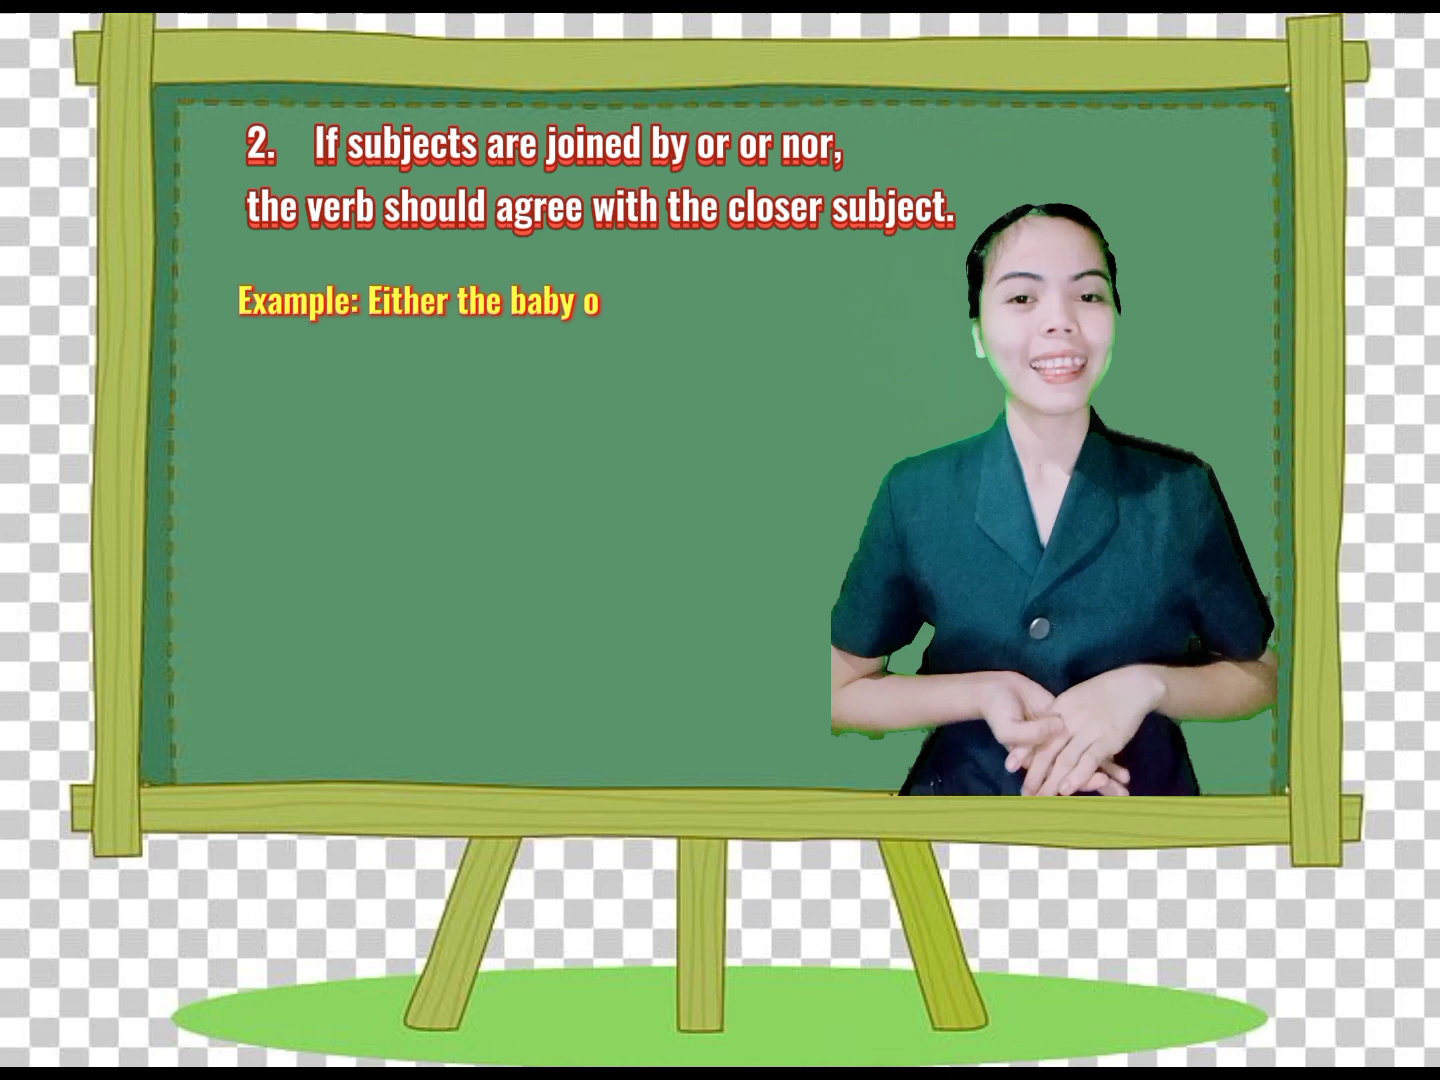 2. If subjects are joined by or or nor,
the verb should agree with the closer subject.
Example: Either the baby o